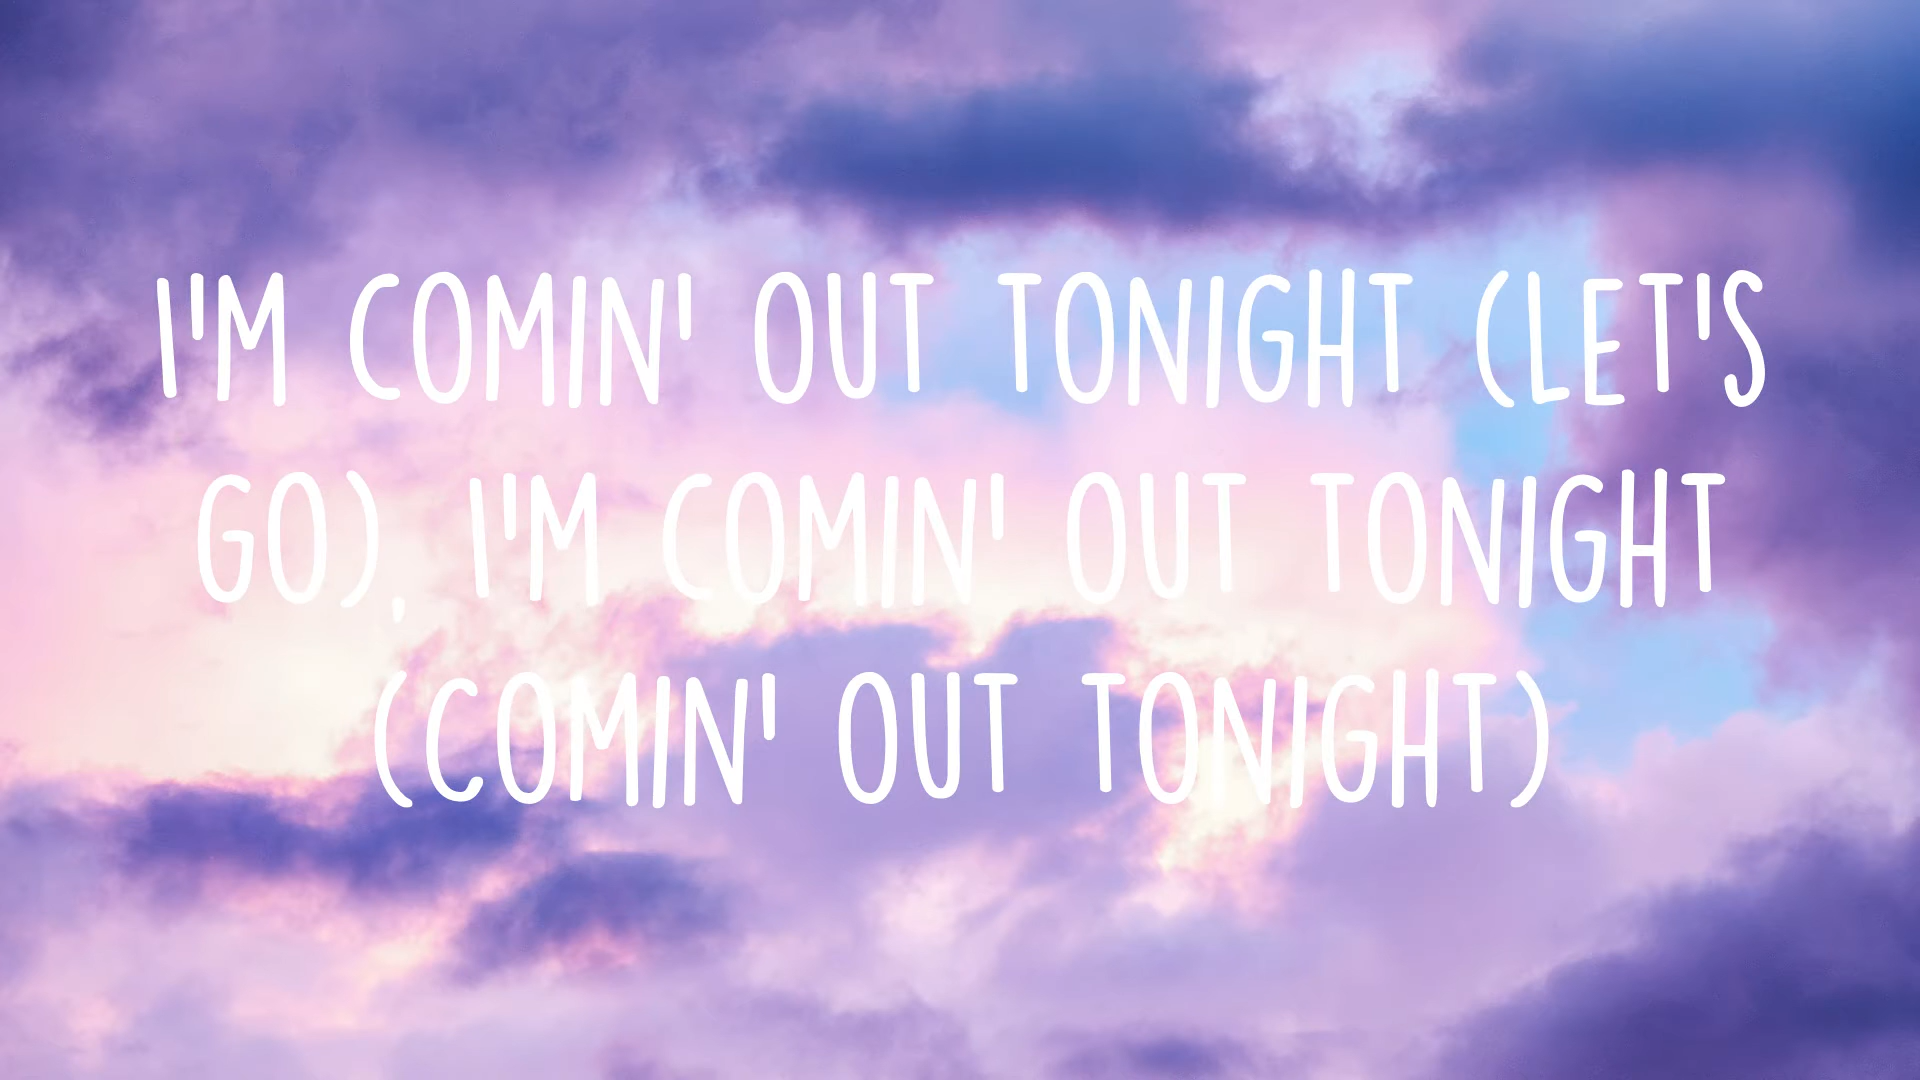 I'M COMIN' OUT TONIGHT (LET'S
GO), I'M COMIN' OUT TONIGHT
(COMIN' OUT TONIGHT)